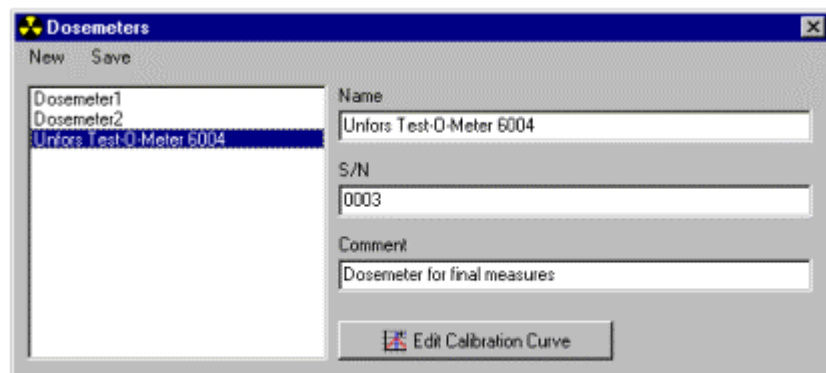 Dosemeters
New Save
Dosemeter1
Dosemeter2
Unfors Test-O-Meter 6004
Name
Unfors Test-O-Meter 6004
S/N
0003
Comment
Dosemeter for final measures
Edit Calibration Curve